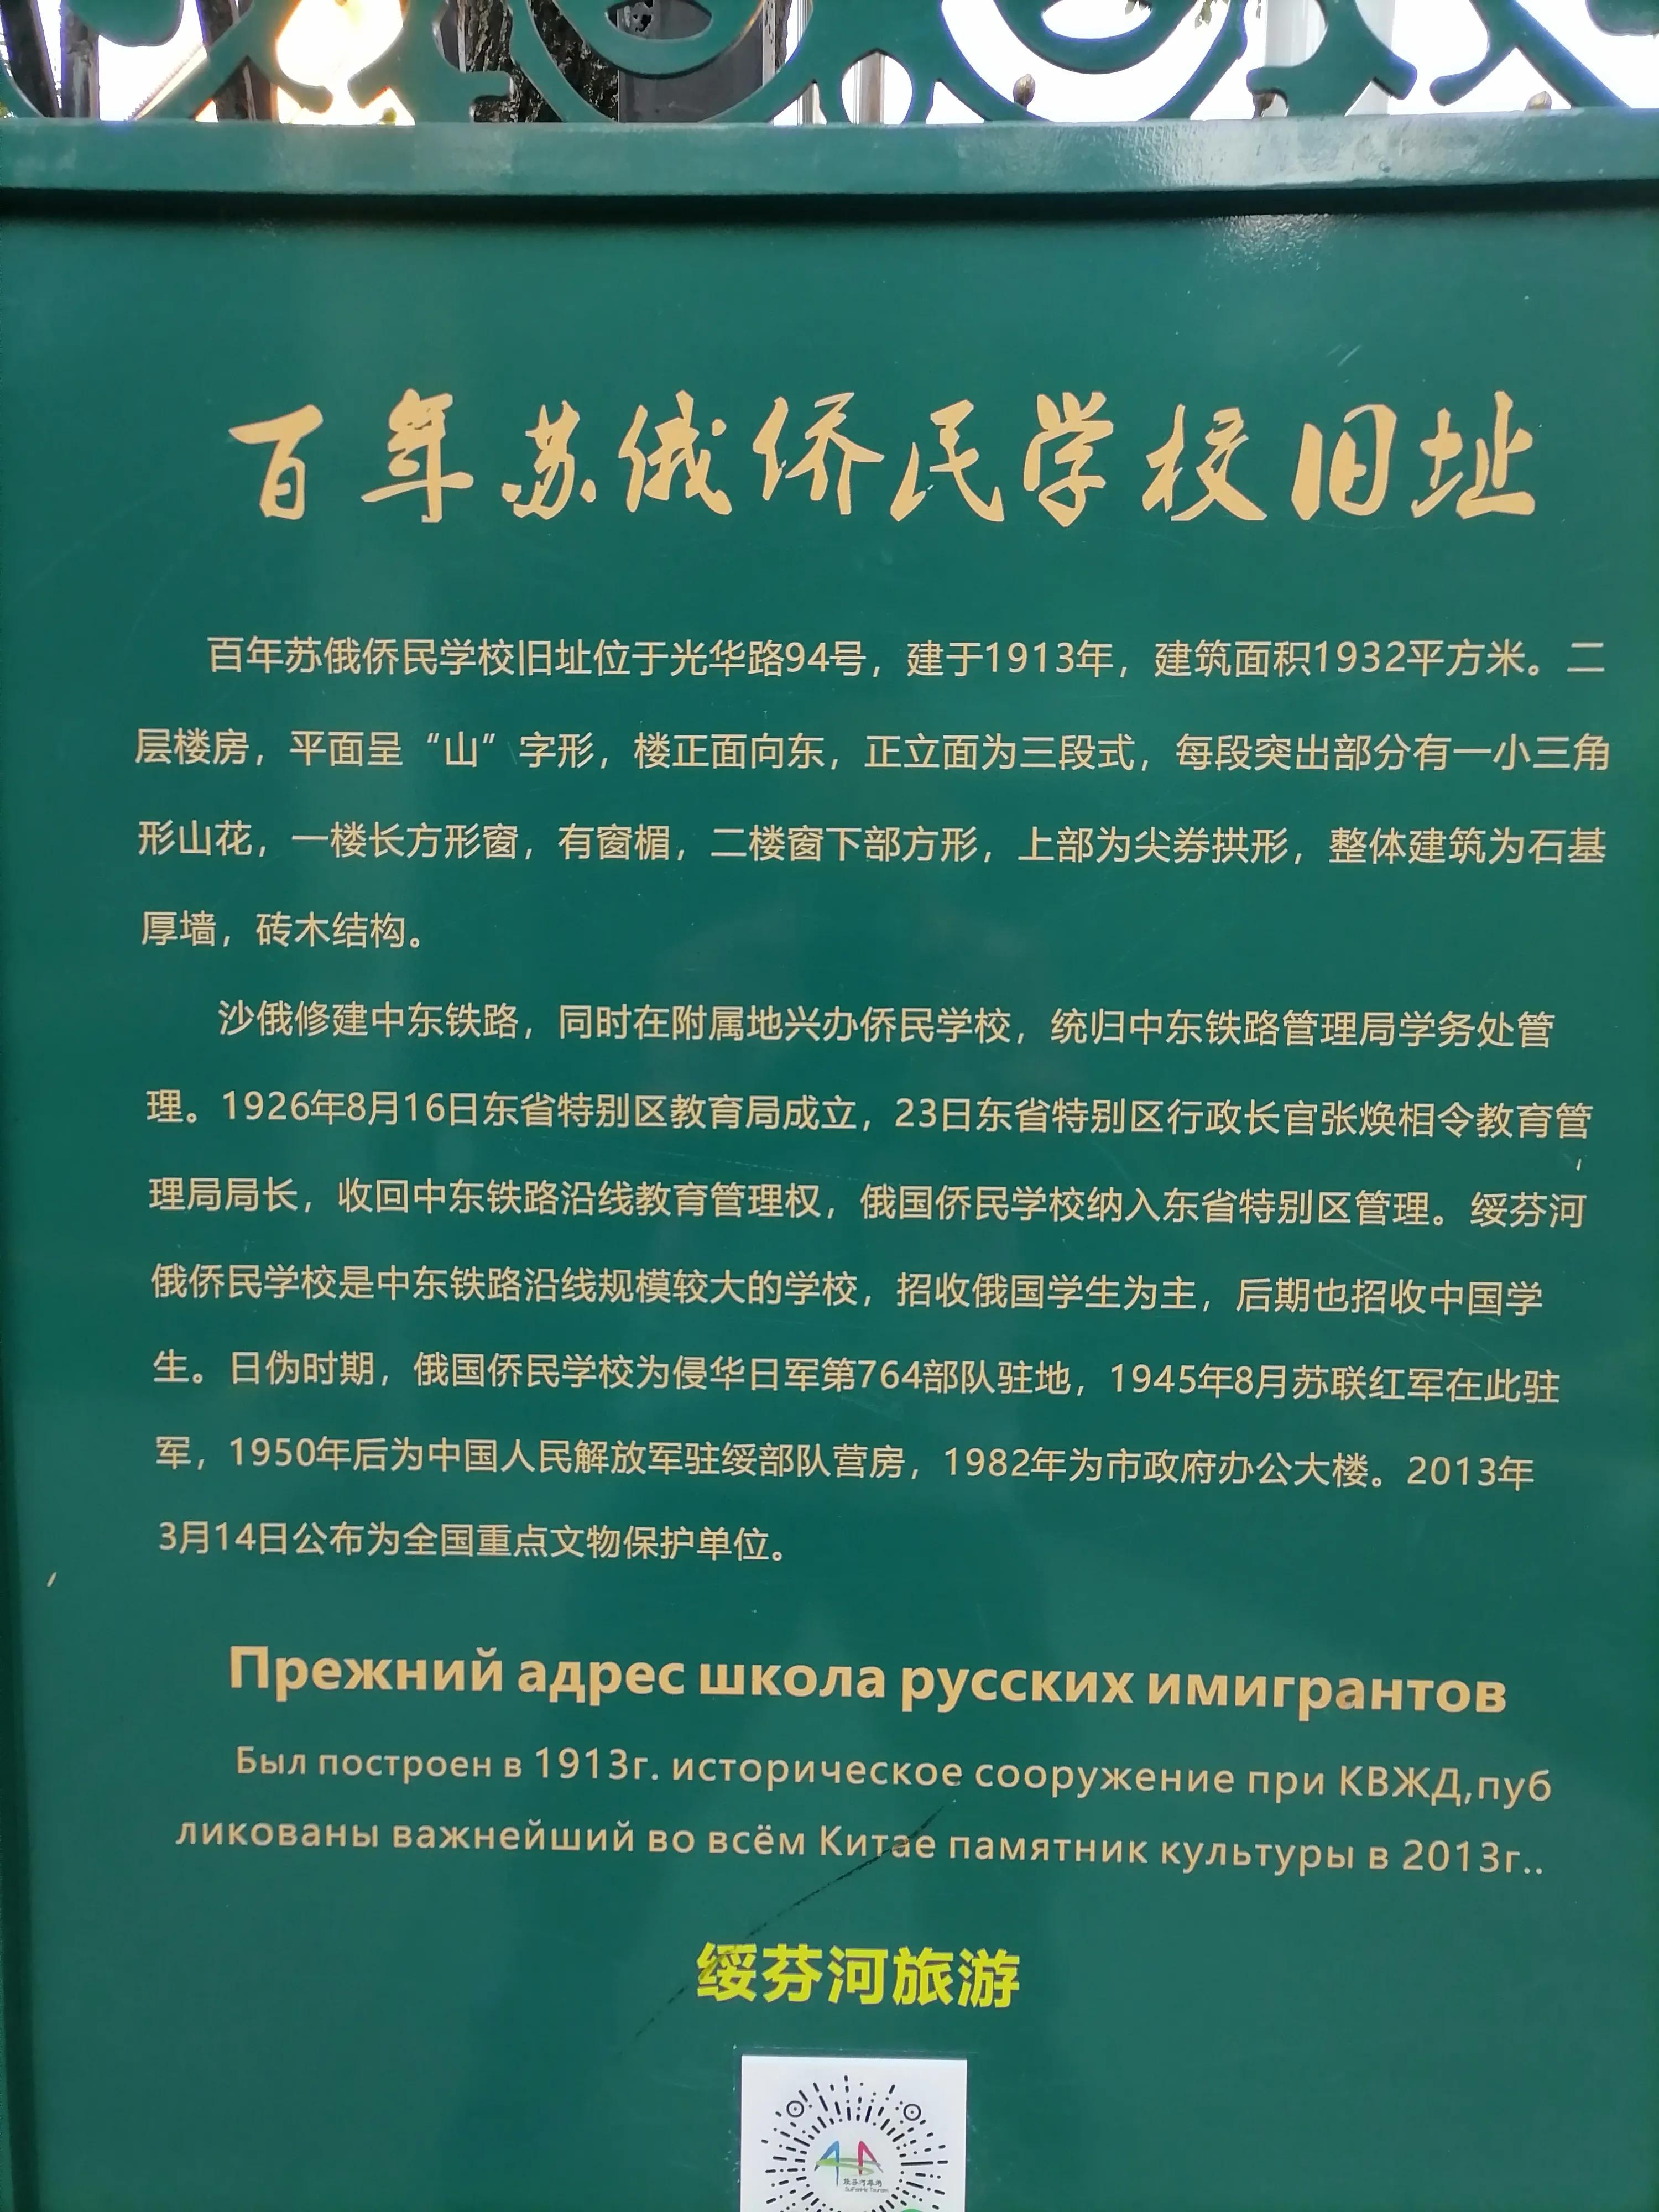 百年苏俄侨民学校旧址
百年苏俄侨民学校旧址位于光华路94号，建于1913年，建筑面积1932平方米。二
层楼房，平面呈“山”字形，楼正面向东，正立面为三段式，每段突出部分有一小三角
形山花，一楼长方形窗，有窗楣，二楼窗下部方形，上部为尖券拱形，整体建筑为石基
厚墙，砖木结构。
沙俄修建中东铁路，同时在附属地兴办侨民学校，统归中东铁路管理局学务处管
理。1926年8月16日东省特别区教育局成立，23日东省特别区行政长官张焕相令教育管
理局局长，收回中东铁路沿线教育管理权，俄国侨民学校纳入东省特别区管理。绥芬河
俄侨民学校是中东铁路沿线规模较大的学校，招收俄国学生为主，后期也招收中国学
生。日伪时期，俄国侨民学校为侵华日军第764部队驻地，1945年8月苏联红军在此驻
军，1950年后为中国人民解放军驻绥部队营房，1982年为市政府办公大楼。2013年
3月14日公布为全国重点文物保护单位。
Прежний адрес школа русских имигрантов
Был построен в 1913г. историческое сооружение при КВЖД,пуб
ликованы важнейший во всём Китае памятник культуры в 2013г..
绥芬河旅游
绥芬河旅游
Suifenhe Tourism